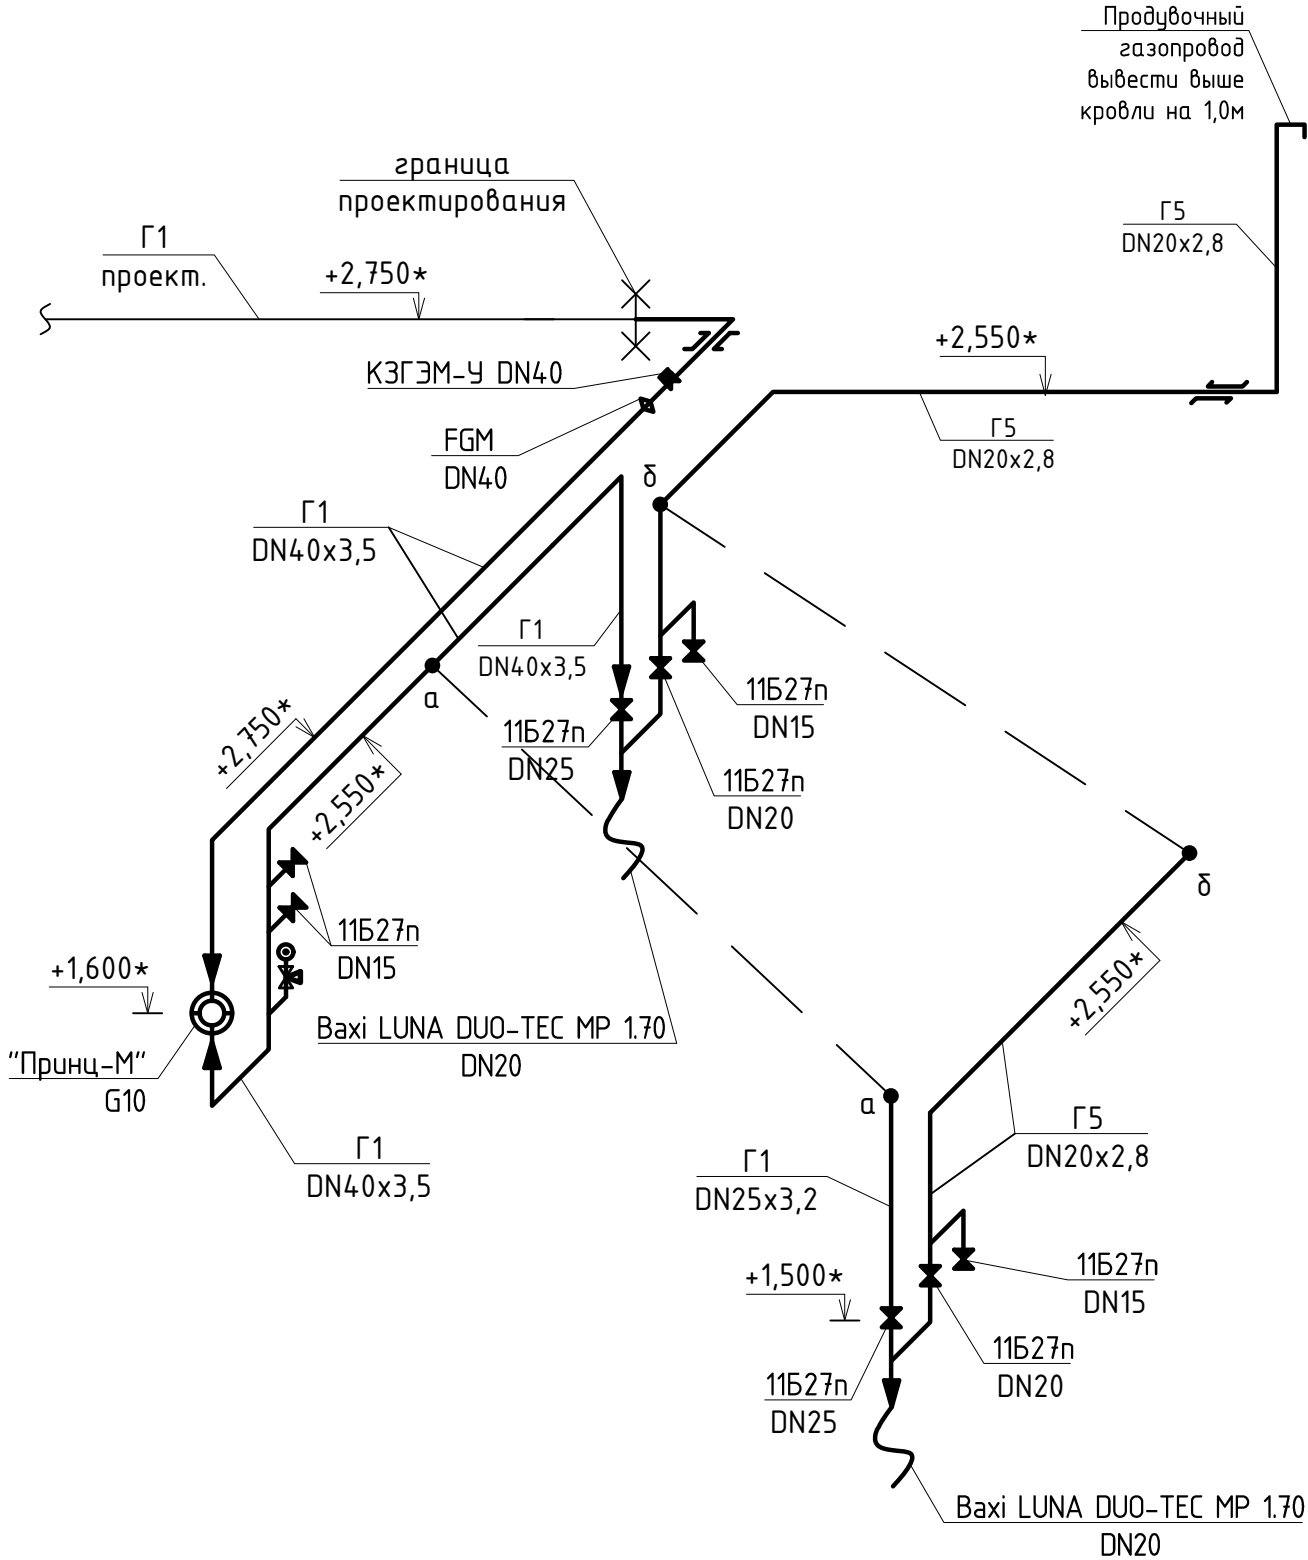 Продувочный
газопровод
вывести выше
кровли на 1,0м
граница
проектирования
Г5
DN20x2,8
Г1
проект.
+2,750*
+2,550*
КЗГЭМ-У DN40
Г5
DN20x2,8
FGM
DN40
б
Г1
DN40x3,5
Г1
DN40x3,5
а
11Б27п
DN15
+2,750*
11Б27п
DN25
11Б27п
DN20
+2,550*
б
11Б27п
DN15
+1,600*
+2,550*
Baxi LUNA DUO-TEC MP 1.70
DN20
"Принц-М"
G10
а
Г5
DN20x2,8
Г1
DN40x3,5
Г1
DN25x3,2
+1,500*
11Б27п
DN15
11Б27п
DN20
11Б27п
DN25
Baxi LUNA DUO-TEC MP 1.70
DN20